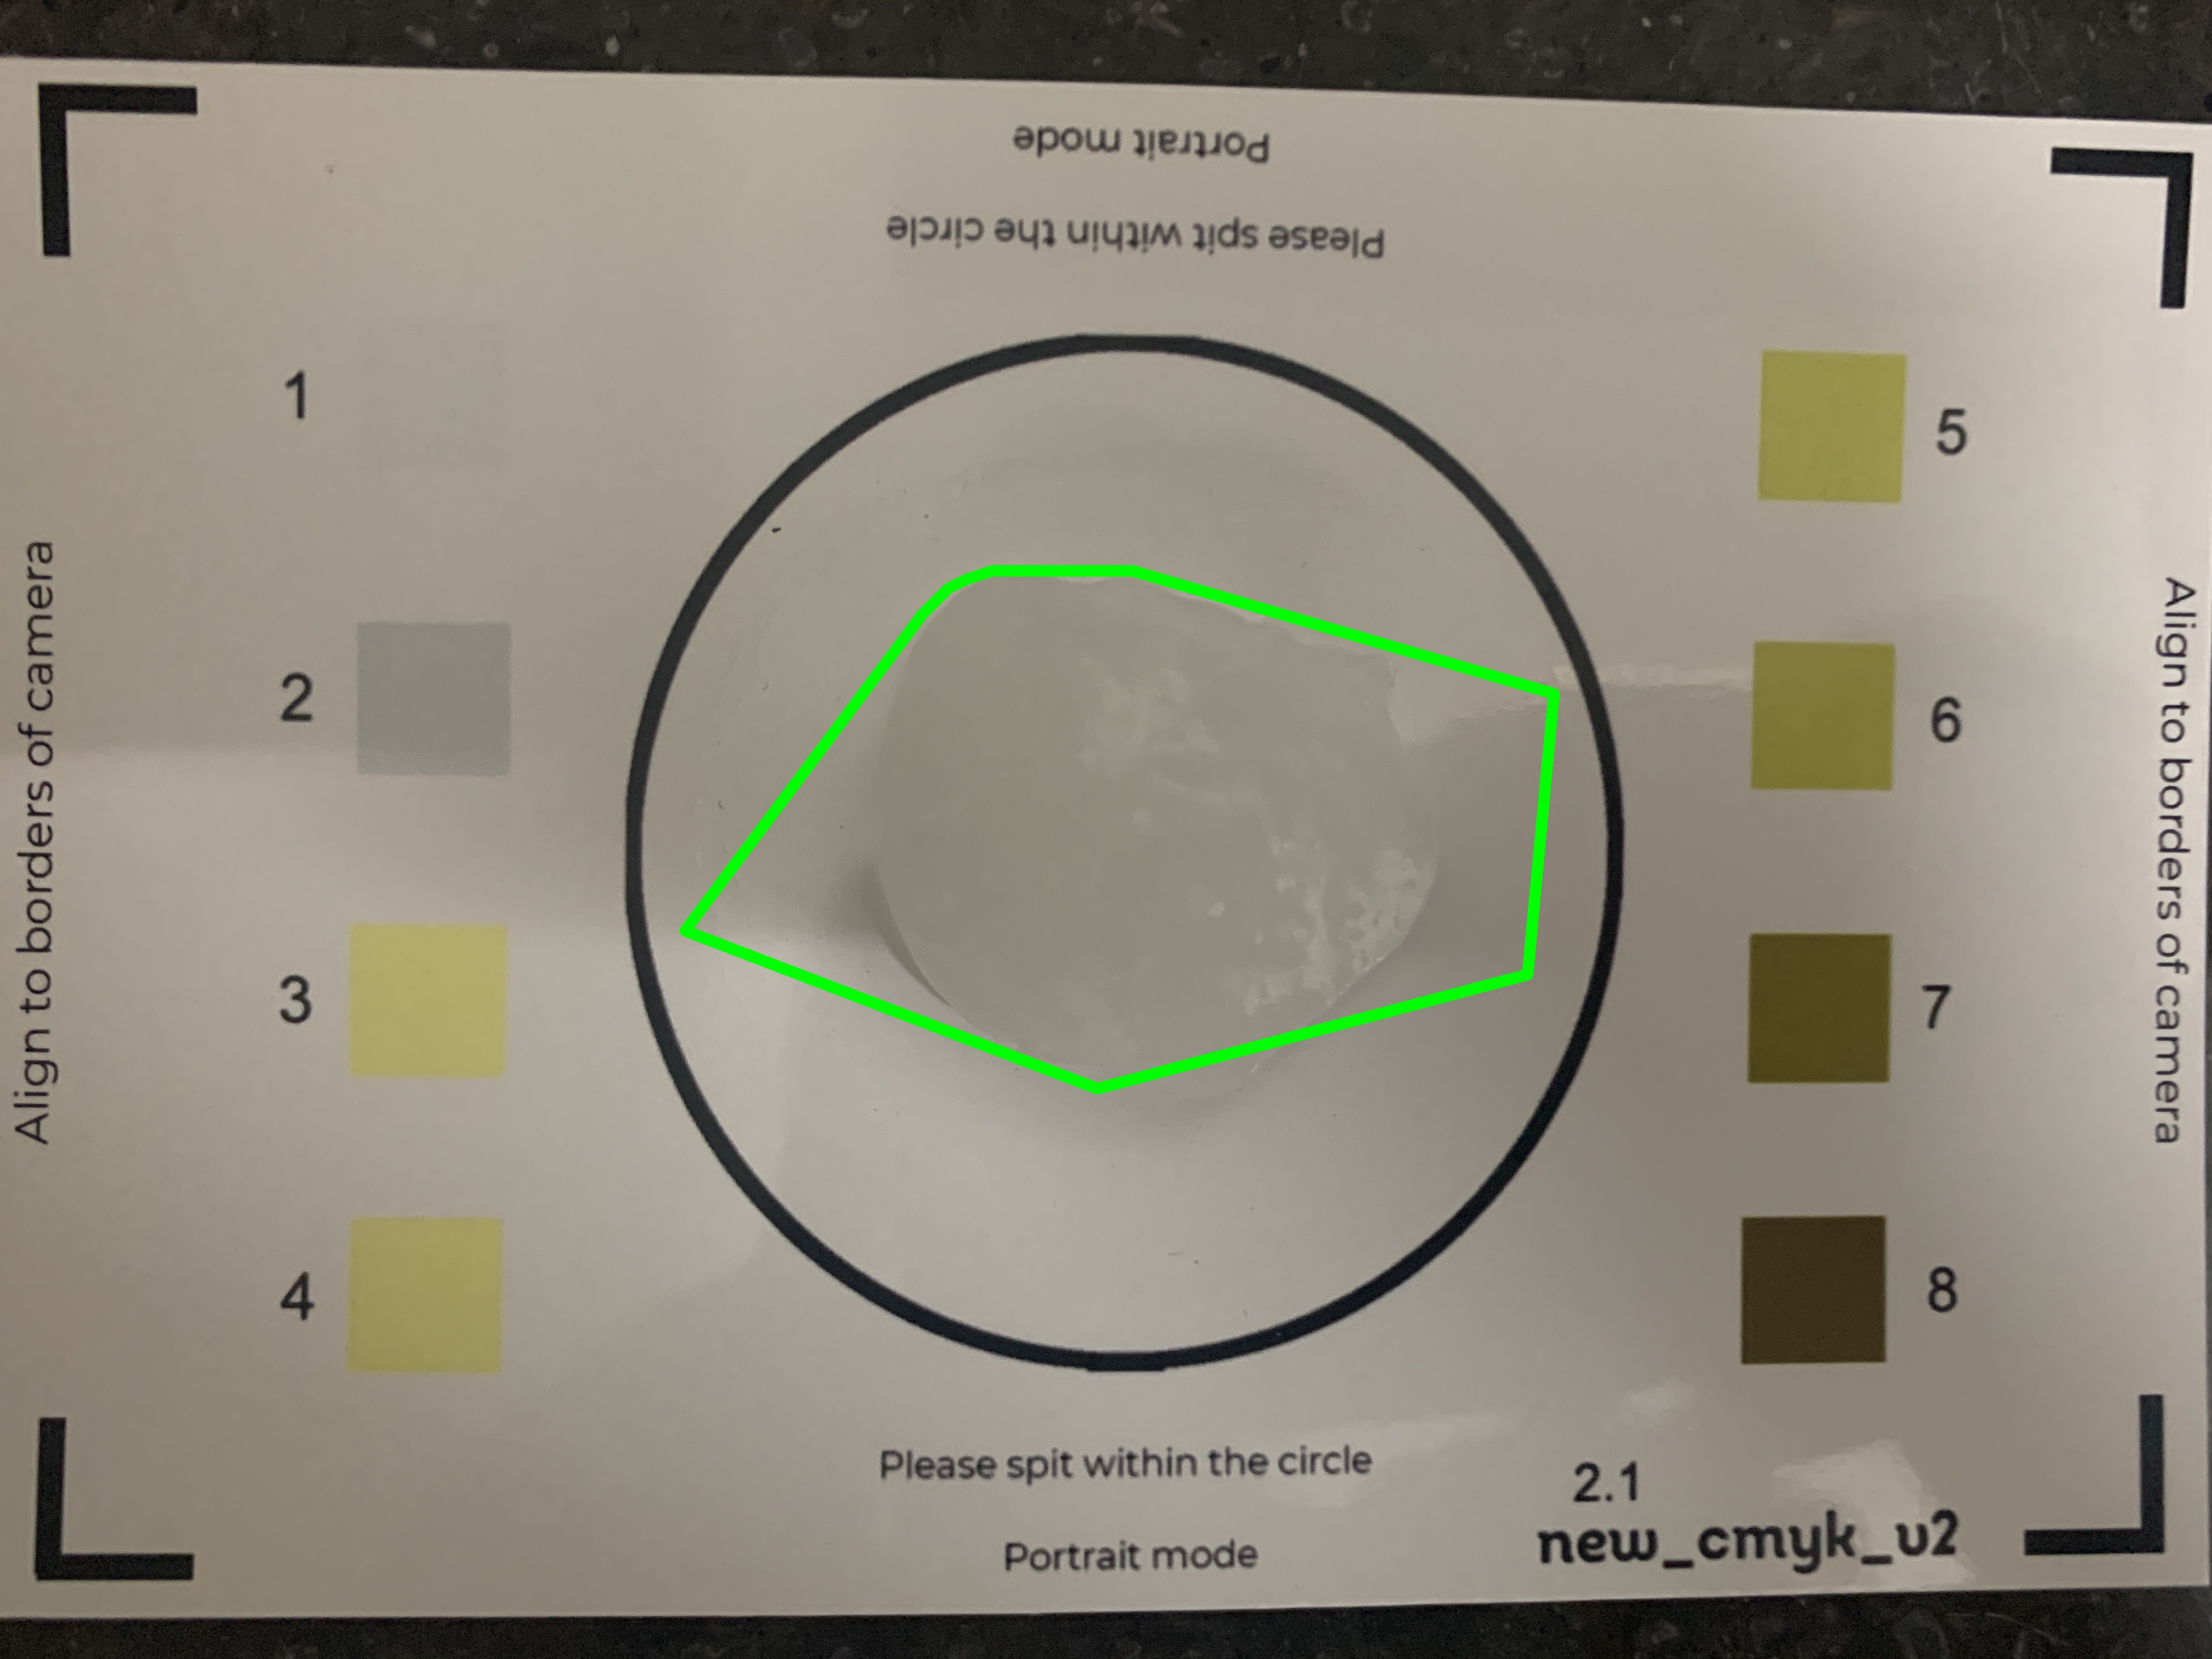 Portrait mode
Please spit within the circle
1
2
3
4
5
6
7
8
Align to borders of camera
Align to borders of camera
Please spit within the circle
Portrait mode
2.1
new_cmyk_v2